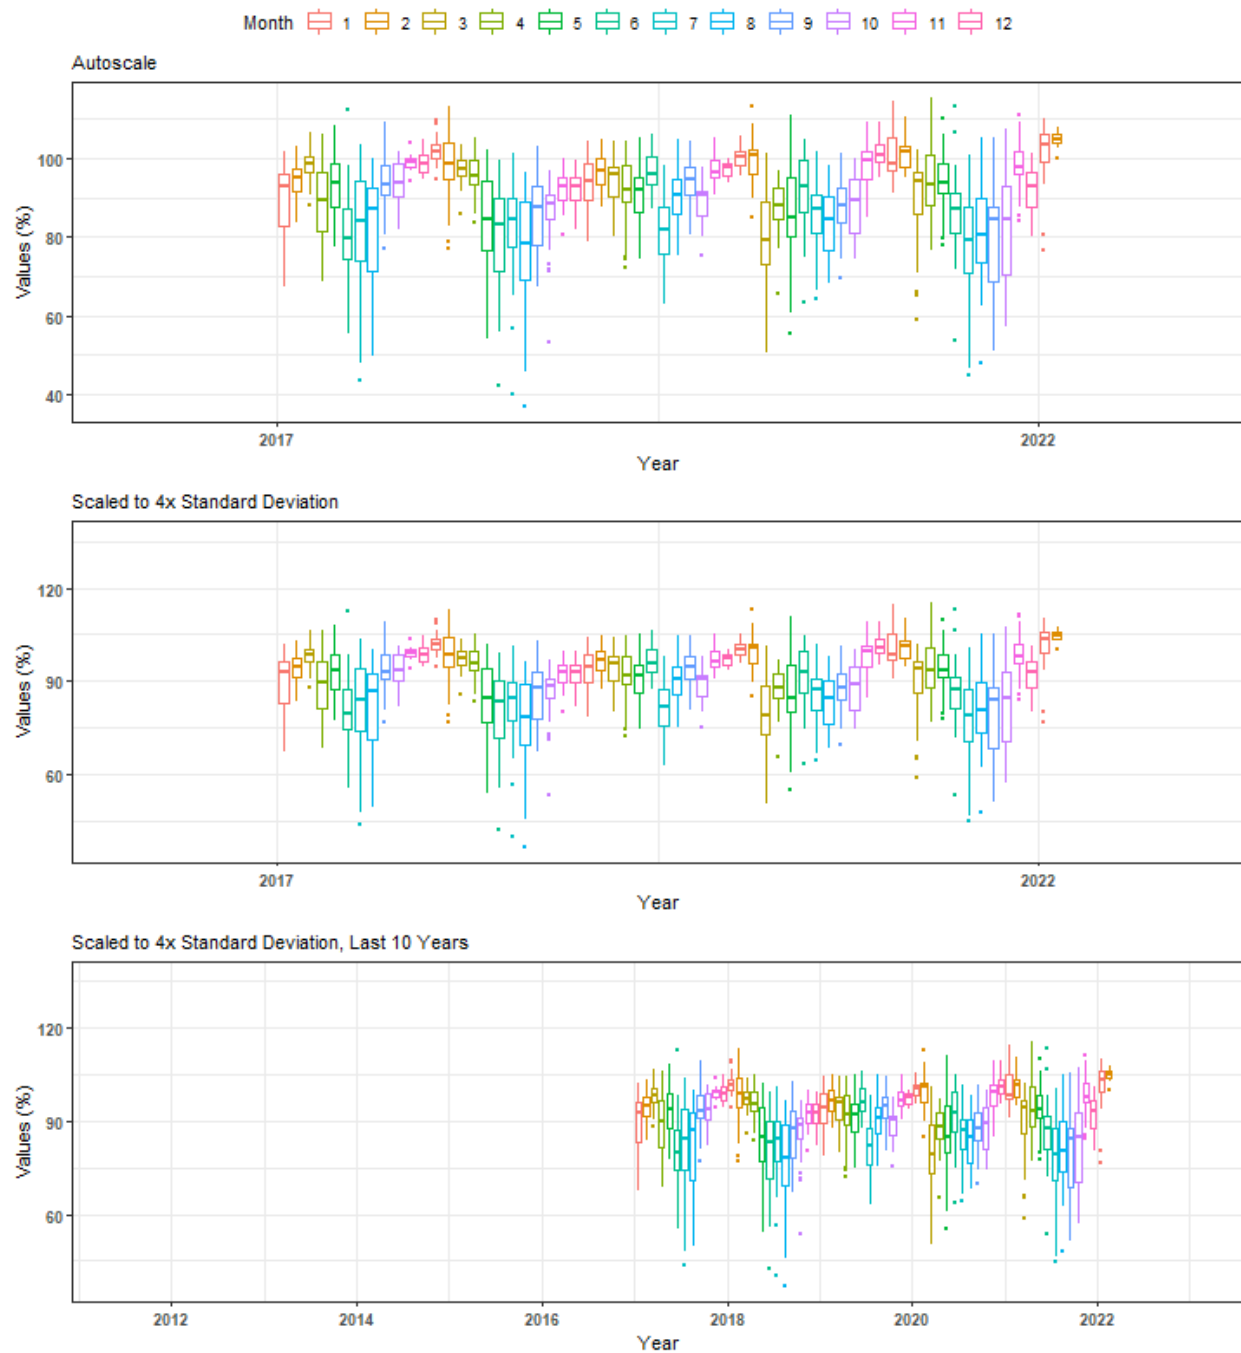 Month 1 2 3 4 5 6 7 8 9 10 11 12
Autoscale
100
80
60
40
Values (%)
2017 2022
Year
Scaled to 4x Standard Deviation
120
90
60
Values (%)
2017 2022
Year
Scaled to 4x Standard Deviation, Last 10 Years
120
90
60
Values (%)
2012 2014 2016 2018 2020 2022
Year